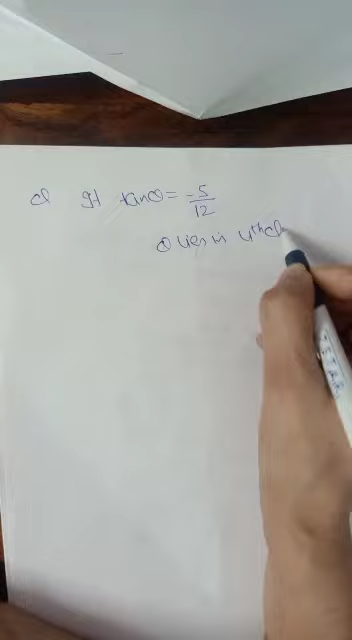 Q If tanθ = -5/12
θ lies in 4th Q